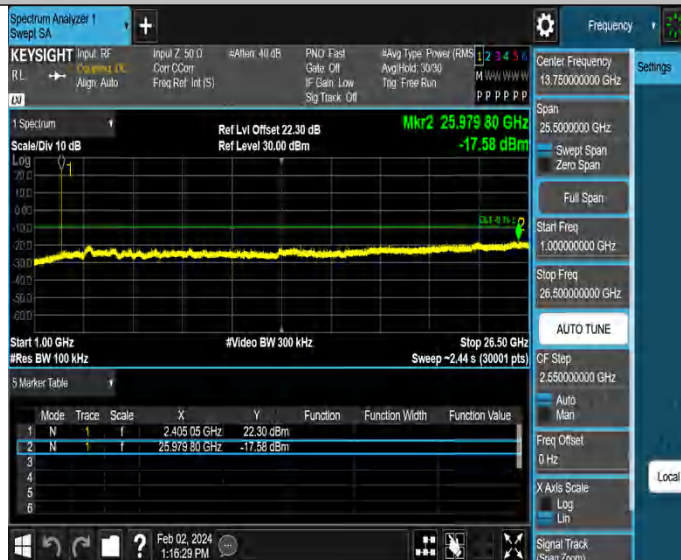 Spectrum Analyzer 1
Swept SA
Frequency
KEYSIGHT
Input: RF
Coupling: DC
Align: Auto
Input Z: 50 Ω
Corr CCorr
Freq Ref: Int (S)
#Atten: 40 dB
PNO: Fast
Gate: Off
IF Gain: Low
Sig Track: Off
#Avg Type: Power (RMS
Avg|Hold: 30/30
Trig: Free Run
1 2 3 4 5 6
M W W W W W
P P P P P P
RL
1 Spectrum
Scale/Div 10 dB
Ref Lvl Offset 22.30 dB
Ref Level 30.00 dBm
Mkr2 25.979 80 GHz
-17.58 dBm
Log
20.0
10.0
0.00
-10.0
-20.0
-30.0
-40.0
-50.0
-60.0
1
2
Start 1.00 GHz
#Res BW 100 kHz
#Video BW 300 kHz
Stop 26.50 GHz
Sweep ~2.44 s (30001 pts)
5 Marker Table
Mode Trace Scale X Y Function Function Width Function Value
1 N 1 f 2.405 05 GHz 22.30 dBm
2 N 1 f 25.979 80 GHz -17.58 dBm
3
4
5
6
Feb 02, 2024
1:16:29 PM
Center Frequency
13.750000000 GHz
Settings
Span
25.5000000 GHz
Swept Span
Zero Span
Full Span
Start Freq
1.000000000 GHz
Stop Freq
26.500000000 GHz
AUTO TUNE
CF Step
2.550000000 GHz
Auto
Man
Freq Offset
0 Hz
X Axis Scale
Log
Lin
Local
Signal Track
(Span Zoom)